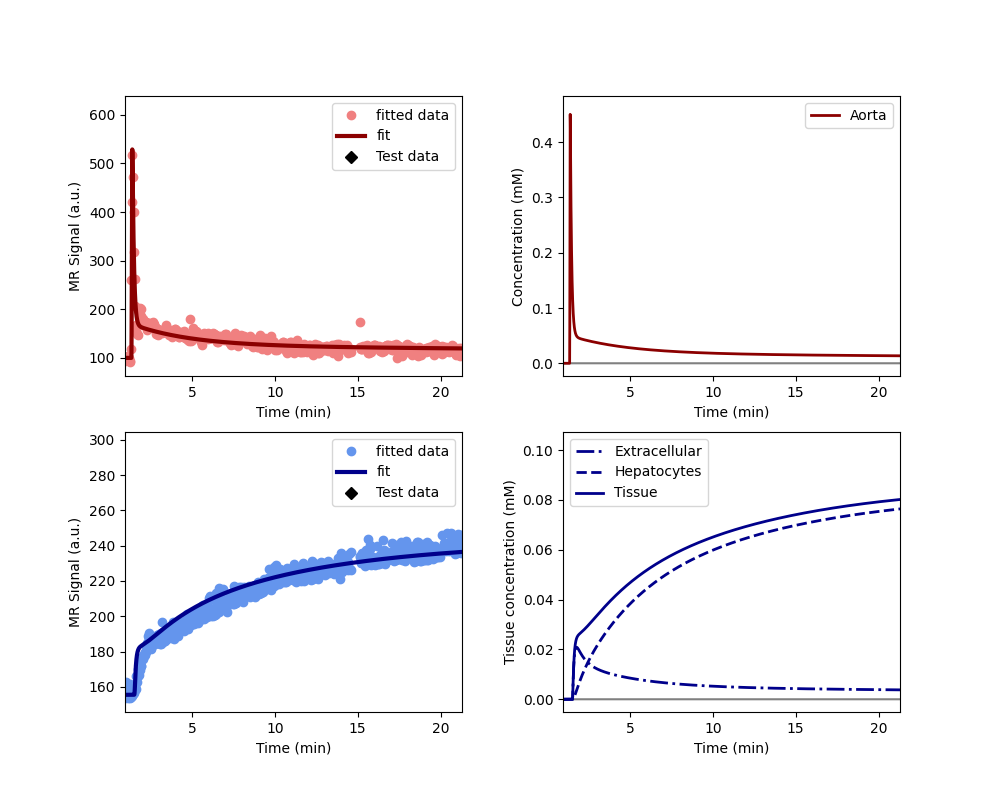 600
500
400
300
200
100
MR Signal (a.u.)
fitted data
fit
Test data
5
10
15
20
Time (min)
0.4
0.3
0.2
0.1
0.0
Concentration (mM)
Aorta
5
10
15
20
Time (min)
300
280
260
240
220
200
180
160
MR Signal (a.u.)
fitted data
fit
Test data
5
10
15
20
Time (min)
0.10
0.08
0.06
0.04
0.02
0.00
Tissue concentration (mM)
Extracellular
Hepatocytes
Tissue
5
10
15
20
Time (min)